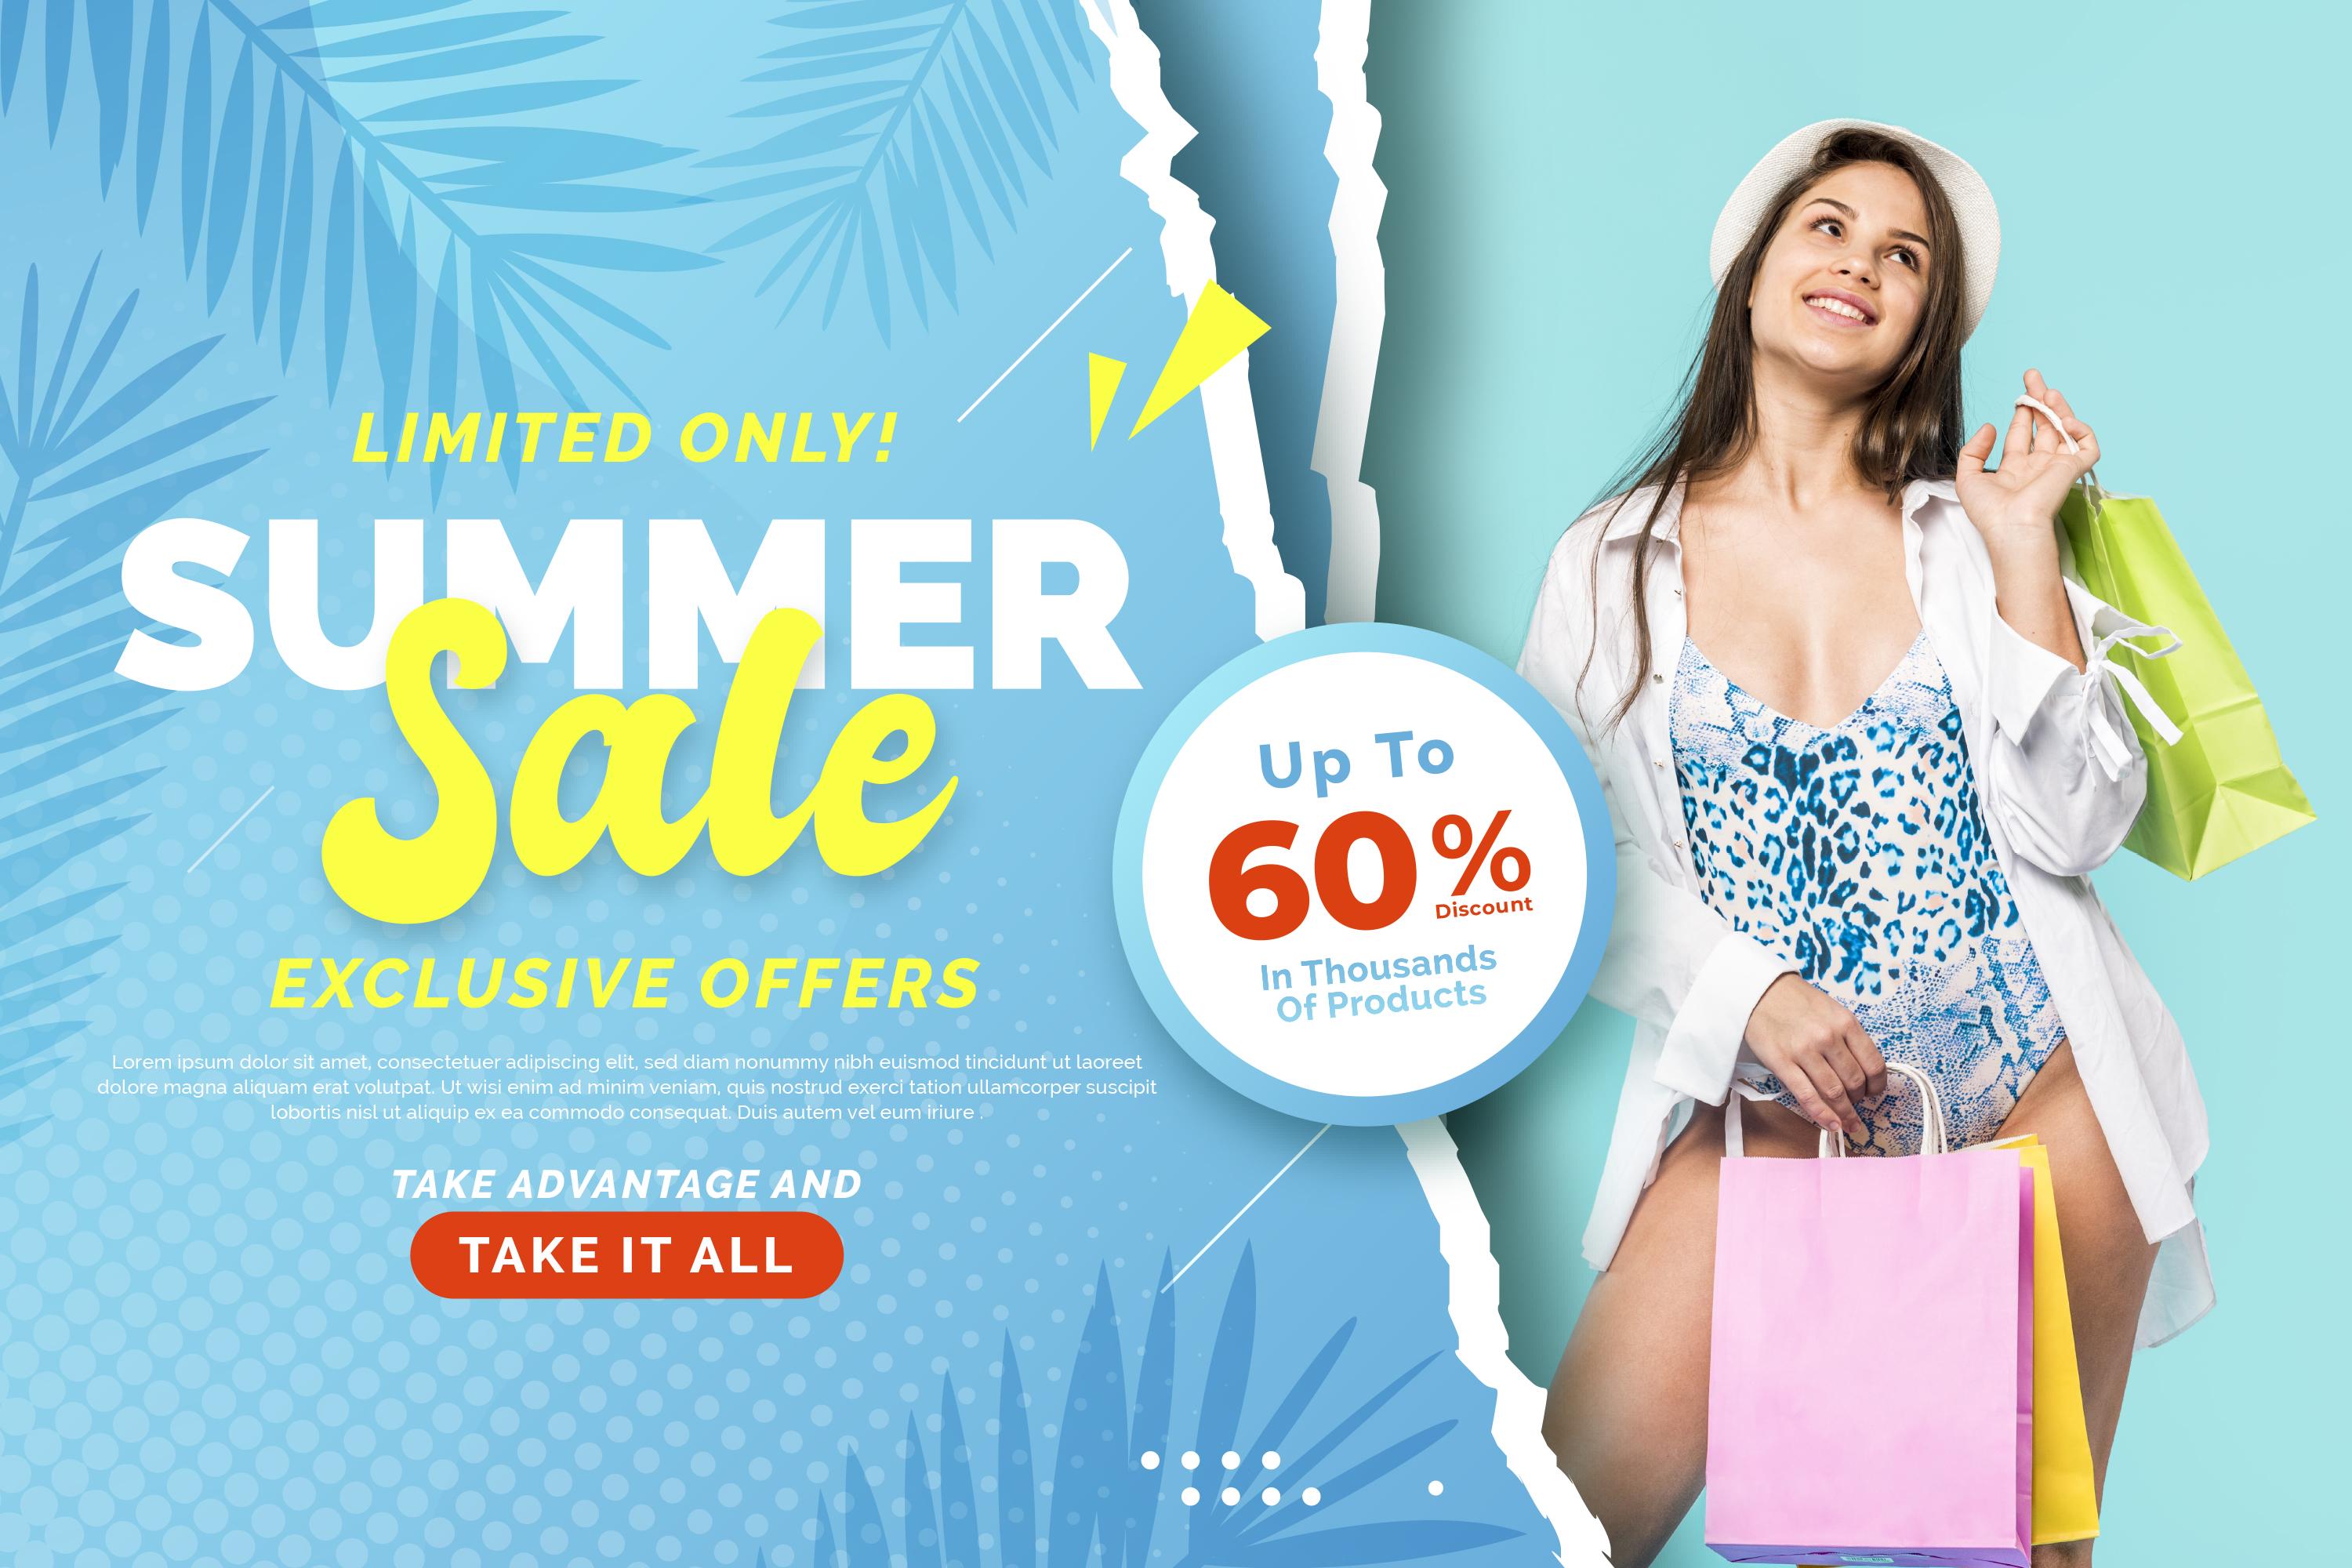 LIMITED ONLY!
SUMMER
Sale
EXCLUSIVE OFFERS
Lorem ipsum dolor sit amet, consectetuer adipiscing elit, sed diam nonummy nibh euismod tincidunt ut laoreet
dolore magna aliquam erat volutpat. Ut wisi enim ad minim veniam, quis nostrud exerci tation ullamcorper suscipit
lobortis nisl ut aliquip ex ea commodo consequat. Duis autem vel eum iriure .
TAKE ADVANTAGE AND
TAKE IT ALL
Up To
60%
Discount
In Thousands
Of Products